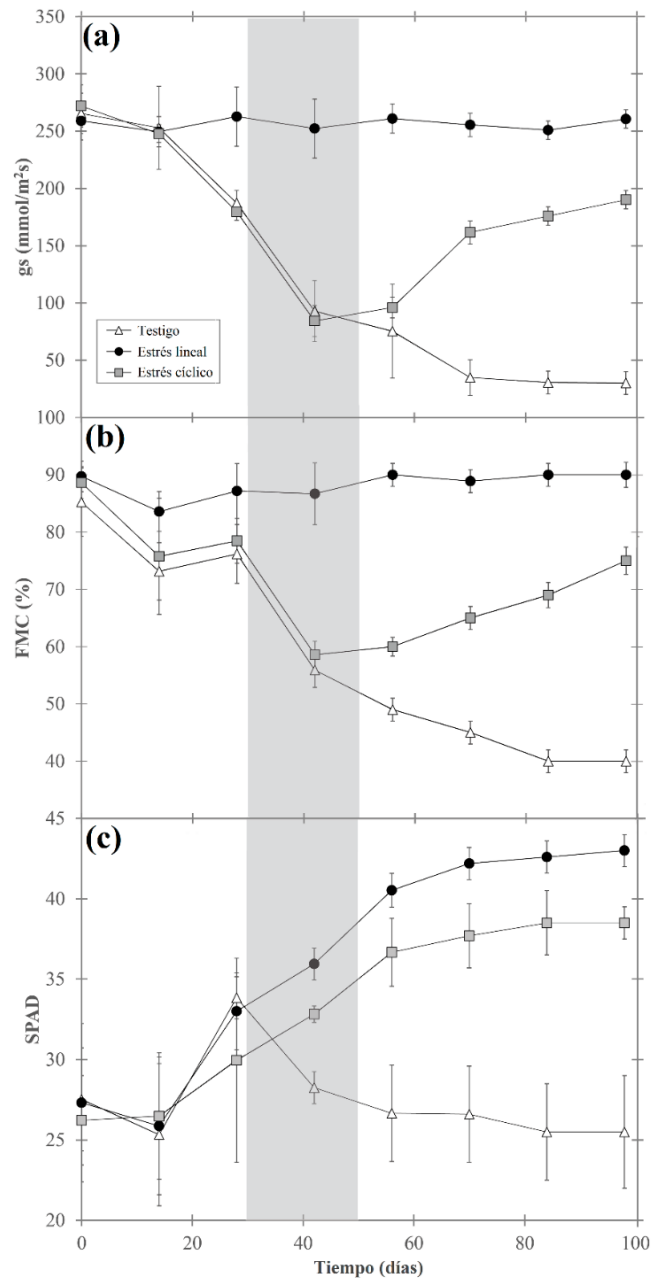 (a)
350
300
250
200
150
100
50
100
gs (mmol/m²s)
Testigo
Estrés lineal
Estrés cíclico
(b)
90
80
70
60
50
40
45
FMC (%)
(c)
40
35
30
25
20
SPAD
0
20
40
60
80
100
Tiempo (días)